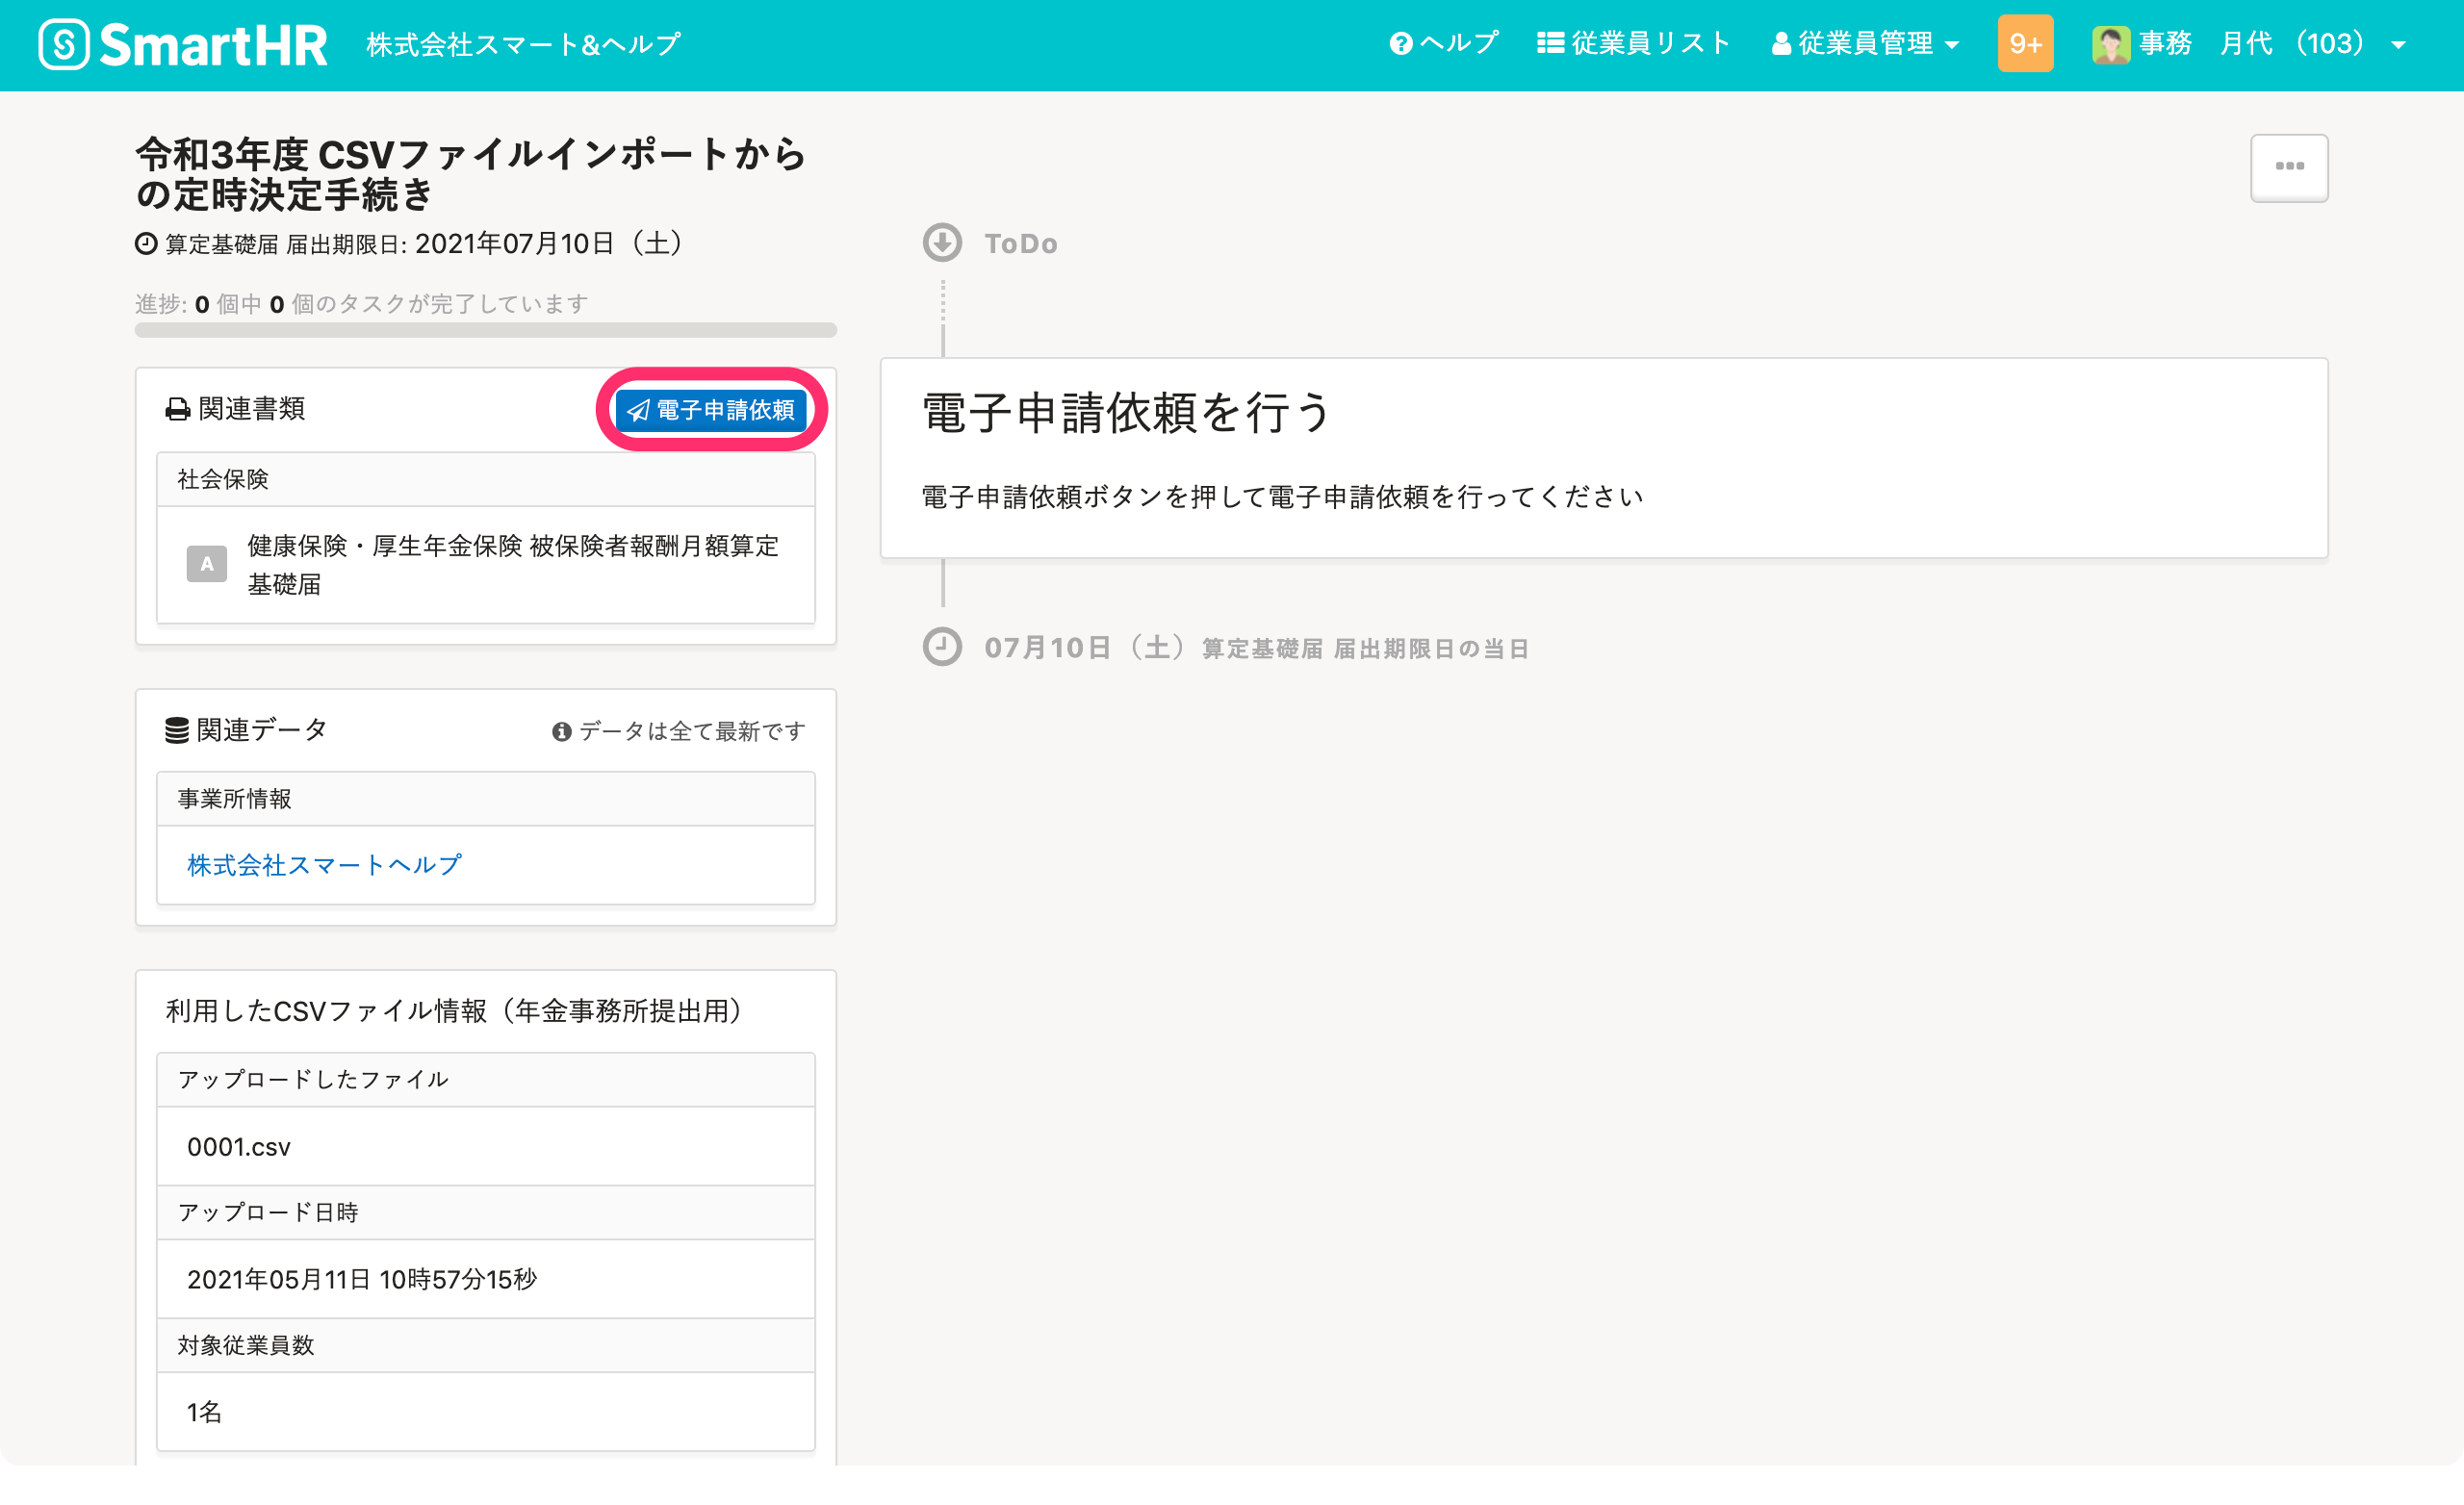 SmartHR 株式会社スマート&ヘルプ ヘルプ 従業員リスト 従業員管理 9+ 事務 月代 （103）
令和3年度 CSVファイルインポートから
の定時決定手続き
算定基礎届 届出期限日: 2021年07月10日（土）
進捗: 0 個中 0 個のタスクが完了しています
関連書類 電子申請依頼
社会保険
A
健康保険・厚生年金保険 被保険者報酬月額算定
基礎届
関連データ データは全て最新です
事業所情報
株式会社スマートヘルプ
利用したCSVファイル情報（年金事務所提出用）
アップロードしたファイル
0001.csv
アップロード日時
2021年05月11日 10時57分15秒
対象従業員数
1名
ToDo
電子申請依頼を行う
電子申請依頼ボタンを押して電子申請依頼を行ってください
07月10日（土）算定基礎届 届出期限日の当日